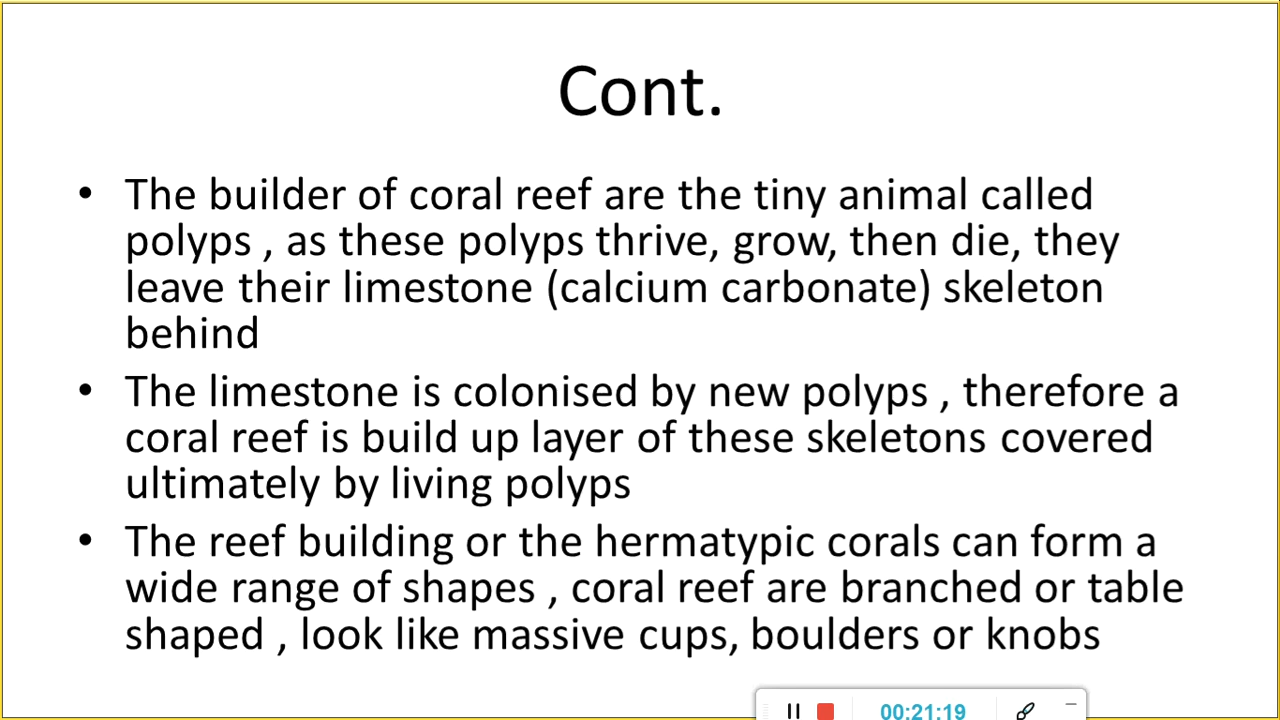 Cont.
• The builder of coral reef are the tiny animal called
polyps , as these polyps thrive, grow, then die, they
leave their limestone (calcium carbonate) skeleton
behind
• The limestone is colonised by new polyps , therefore a
coral reef is build up layer of these skeletons covered
ultimately by living polyps
• The reef building or the hermatypic corals can form a
wide range of shapes , coral reef are branched or table
shaped , look like massive cups, boulders or knobs
00:21:19